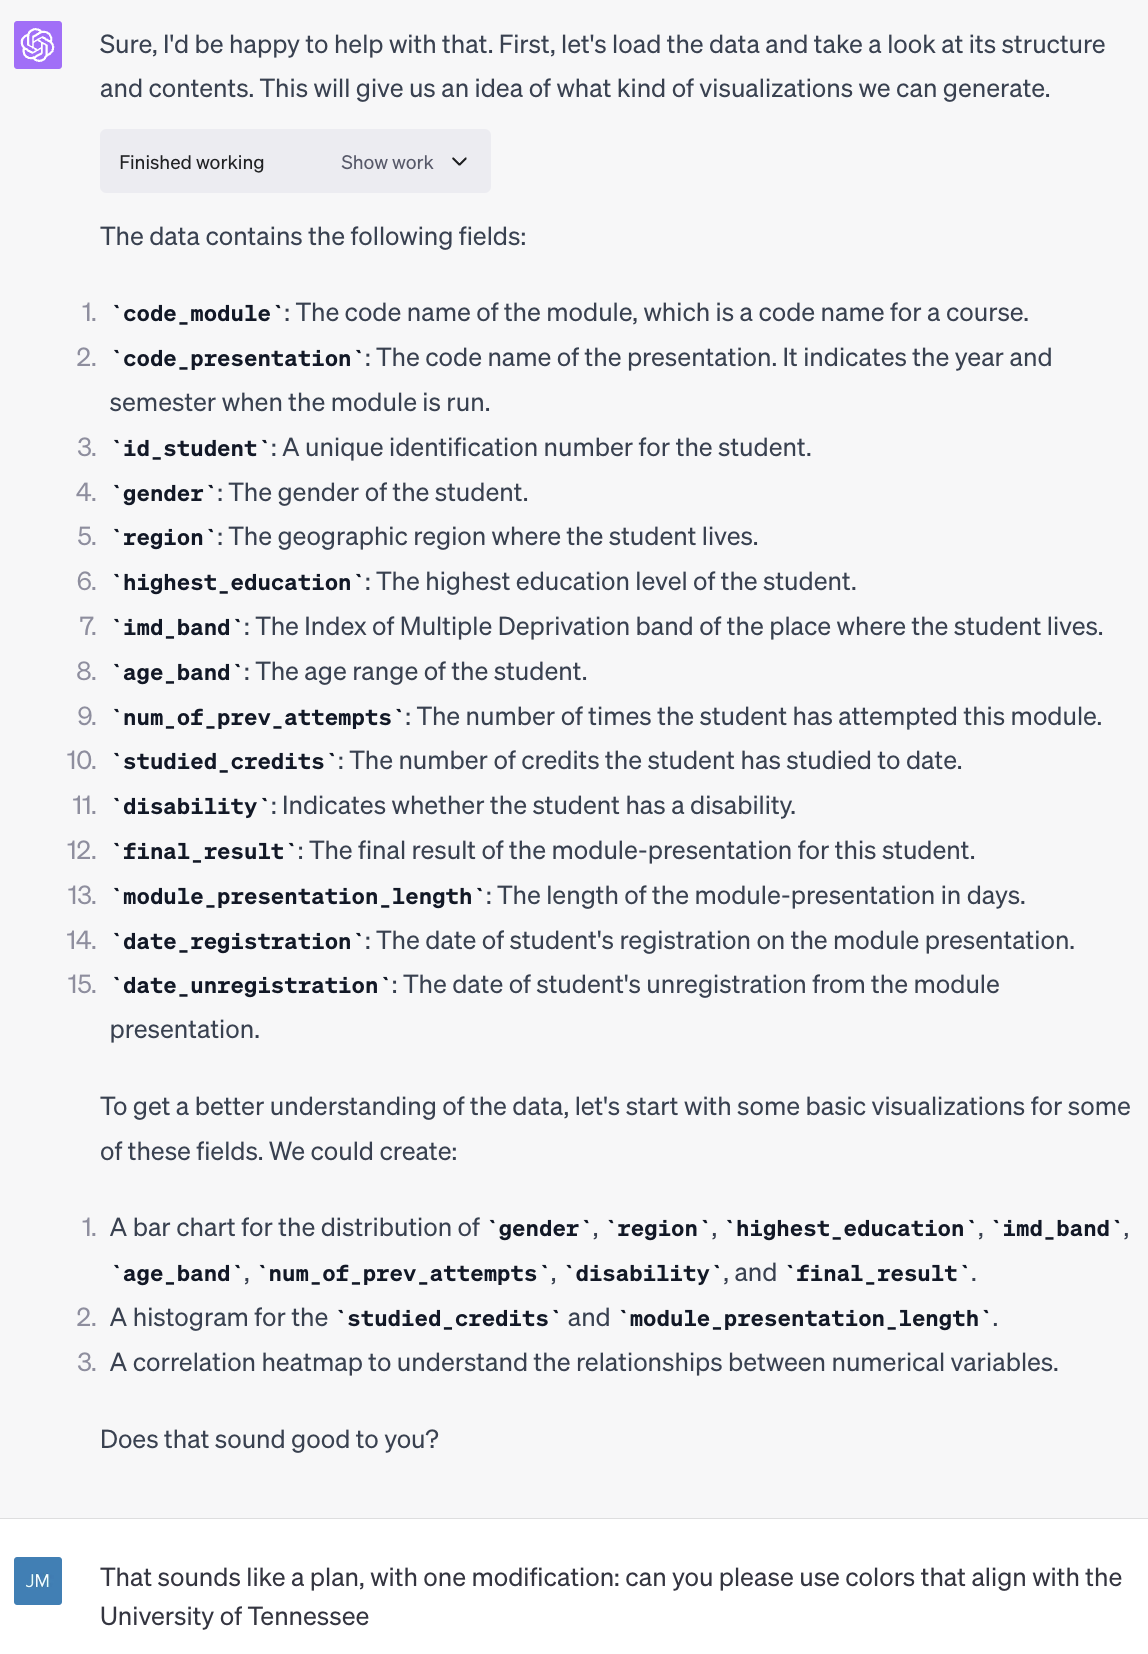 Sure, I'd be happy to help with that. First, let's load the data and take a look at its structure
and contents. This will give us an idea of what kind of visualizations we can generate.
Finished working Show work
The data contains the following fields:
1. `code_module`: The code name of the module, which is a code name for a course.
2. `code_presentation`: The code name of the presentation. It indicates the year and
semester when the module is run.
3. `id_student`: A unique identification number for the student.
4. `gender`: The gender of the student.
5. `region`: The geographic region where the student lives.
6. `highest_education`: The highest education level of the student.
7. `imd_band`: The Index of Multiple Deprivation band of the place where the student lives.
8. `age_band`: The age range of the student.
9. `num_of_prev_attempts`: The number of times the student has attempted this module.
10. `studied_credits`: The number of credits the student has studied to date.
11. `disability`: Indicates whether the student has a disability.
12. `final_result`: The final result of the module-presentation for this student.
13. `module_presentation_length`: The length of the module-presentation in days.
14. `date_registration`: The date of student's registration on the module presentation.
15. `date_unregistration`: The date of student's unregistration from the module
presentation.
To get a better understanding of the data, let's start with some basic visualizations for some
of these fields. We could create:
1. A bar chart for the distribution of `gender`, `region`, `highest_education`, `imd_band`,
`age_band`, `num_of_prev_attempts`, `disability`, and `final_result`.
2. A histogram for the `studied_credits` and `module_presentation_length`.
3. A correlation heatmap to understand the relationships between numerical variables.
Does that sound good to you?
JM
That sounds like a plan, with one modification: can you please use colors that align with the
University of Tennessee